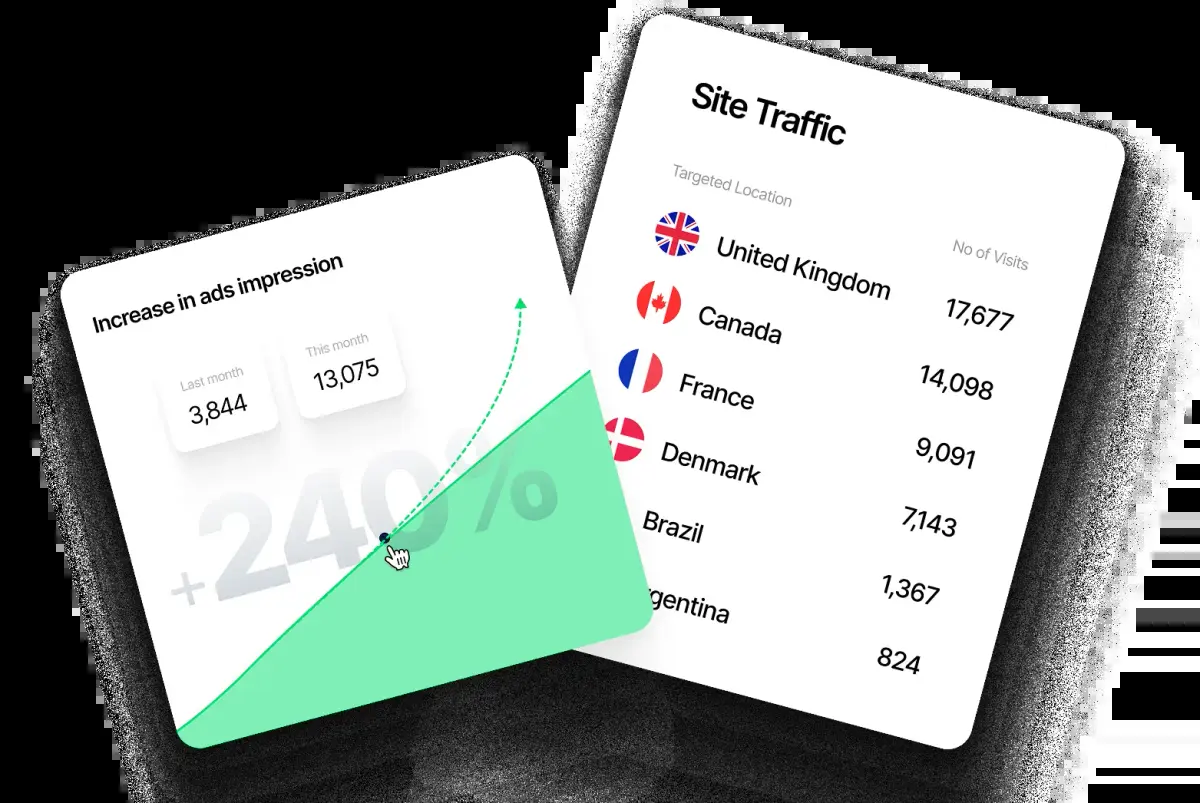 Increase in ads impression
Last month
3,844
This month
13,075
+240%
Site Traffic
Targeted Location
No of Visits
United Kingdom
17,677
Canada
14,098
France
9,091
Denmark
7,143
Brazil
1,367
rgentina
824